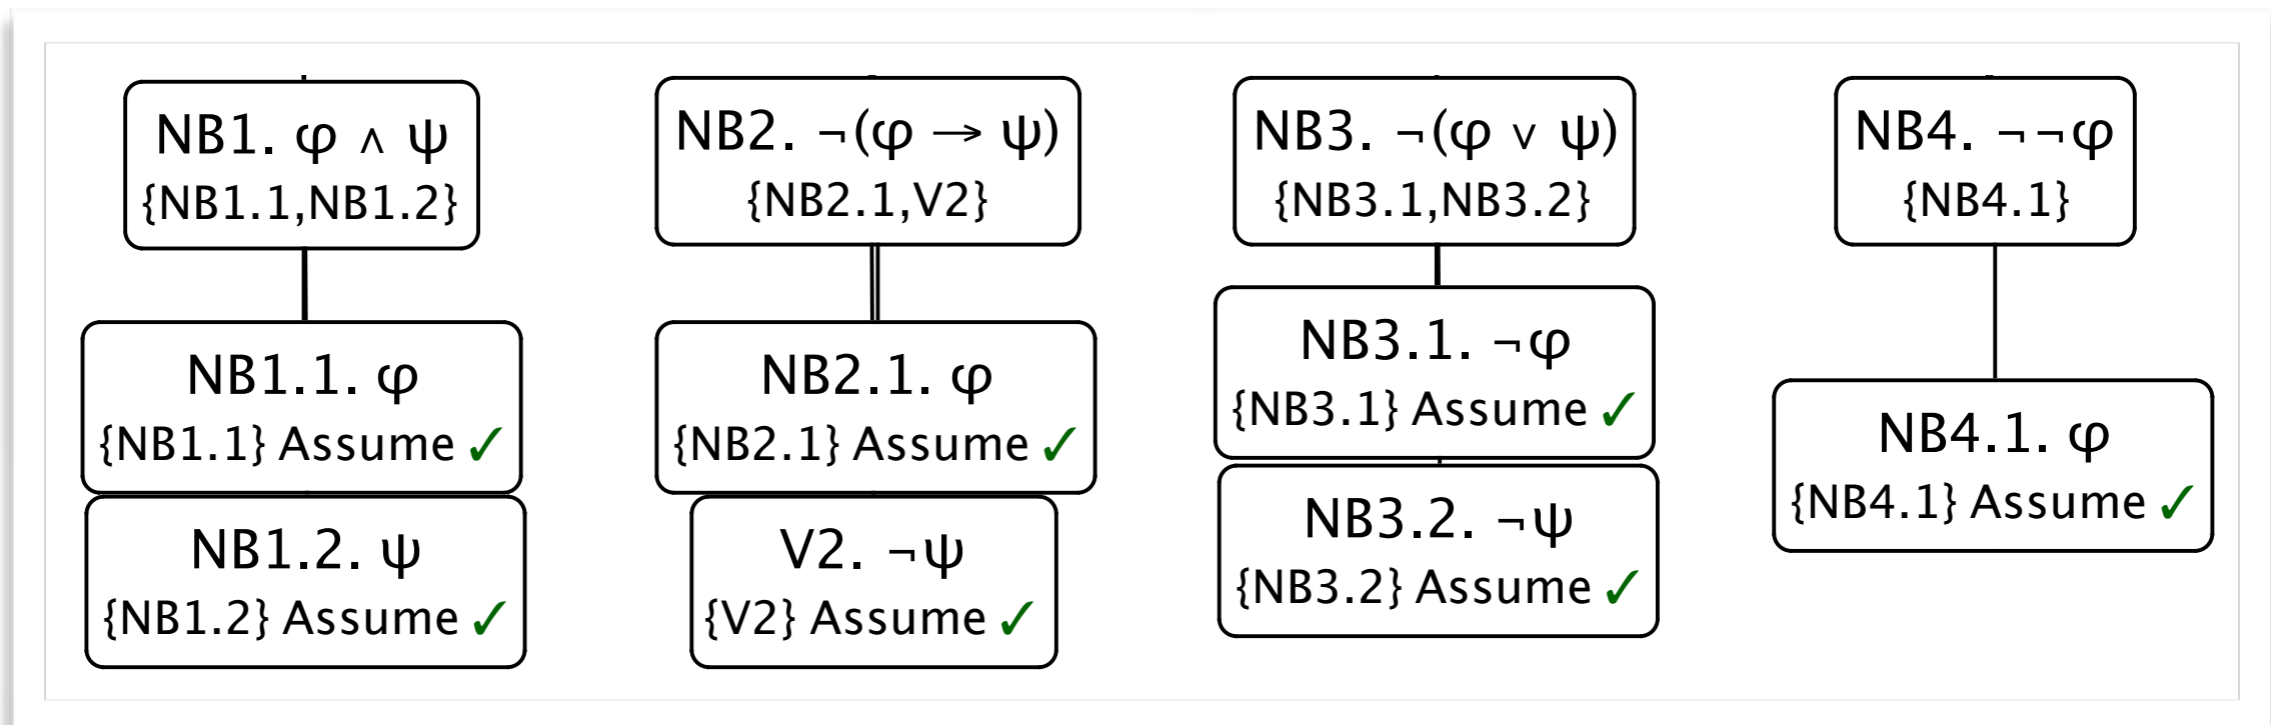 NB1. φ ∧ ψ
{NB1.1,NB1.2}
NB1.1. φ
{NB1.1} Assume ✓
NB1.2. ψ
{NB1.2} Assume ✓
NB2. ¬(φ → ψ)
{NB2.1,V2}
NB2.1. φ
{NB2.1} Assume ✓
V2. ¬ψ
{V2} Assume ✓
NB3. ¬(φ ∨ ψ)
{NB3.1,NB3.2}
NB3.1. ¬φ
{NB3.1} Assume ✓
NB3.2. ¬ψ
{NB3.2} Assume ✓
NB4. ¬¬φ
{NB4.1}
NB4.1. φ
{NB4.1} Assume ✓